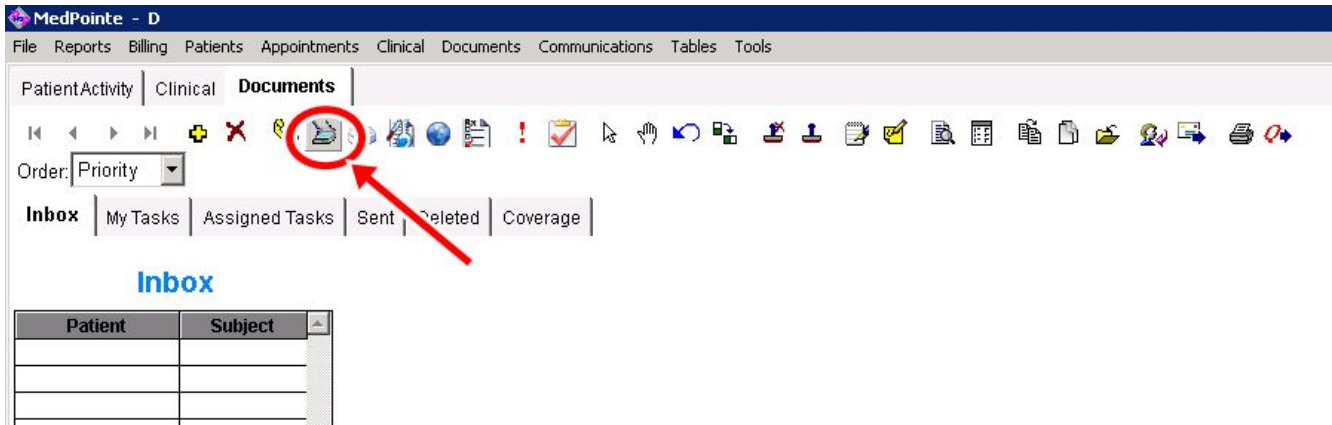 MedPointe - D
File Reports Billing Patients Appointments Clinical Documents Communications Tables Tools
Patient Activity Clinical Documents
Order: Priority
Inbox My Tasks Assigned Tasks Sent Deleted Coverage
Inbox
Patient Subject